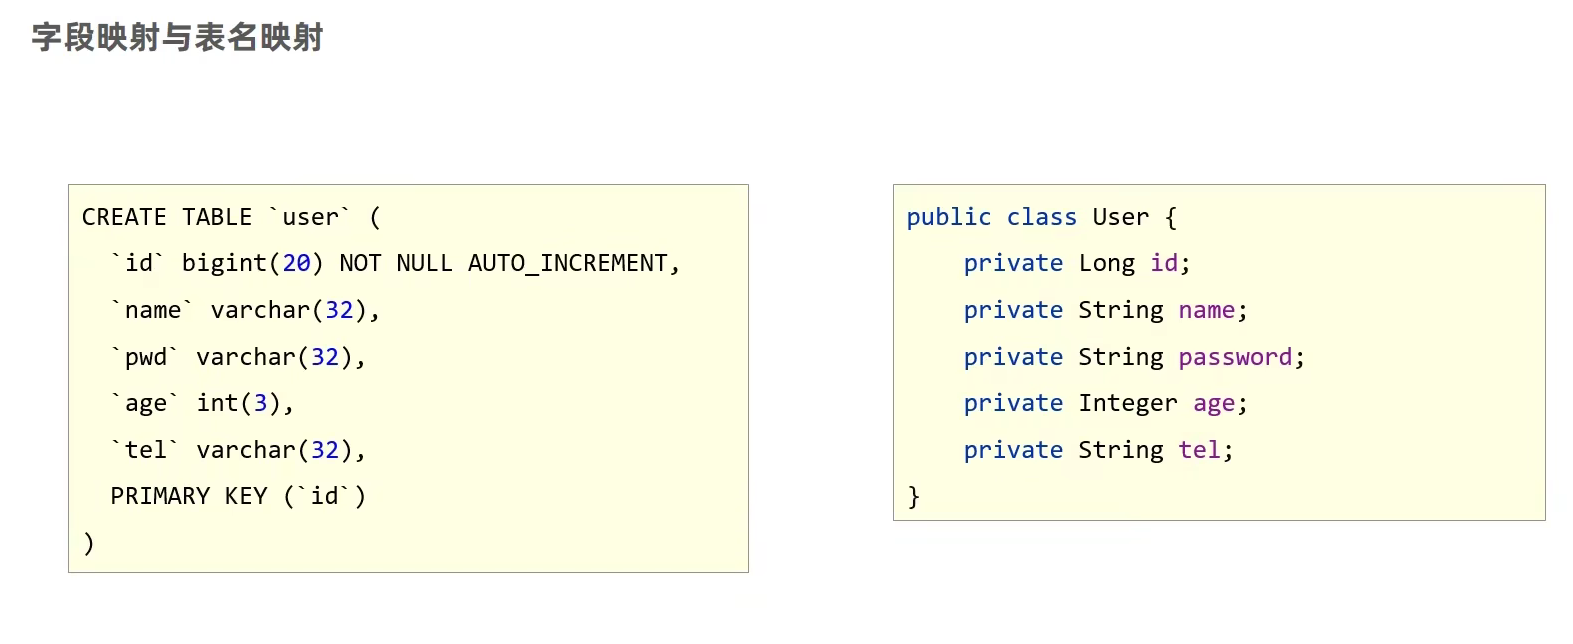 字段映射与表名映射
CREATE TABLE `user` (
  `id` bigint(20) NOT NULL AUTO_INCREMENT,
  `name` varchar(32),
  `pwd` varchar(32),
  `age` int(3),
  `tel` varchar(32),
  PRIMARY KEY (`id`)
)
public class User {
    private Long id;
    private String name;
    private String password;
    private Integer age;
    private String tel;
}